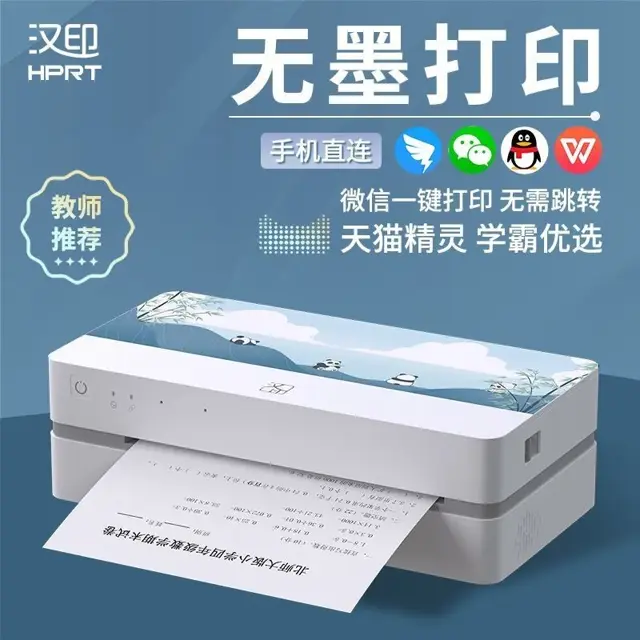 汉印
HPRT
无墨打印
手机直连
微信一键打印 无需跳转
天猫精灵 学霸优选
教师
推荐
汉印
北师大版小学四年级数学期末试卷